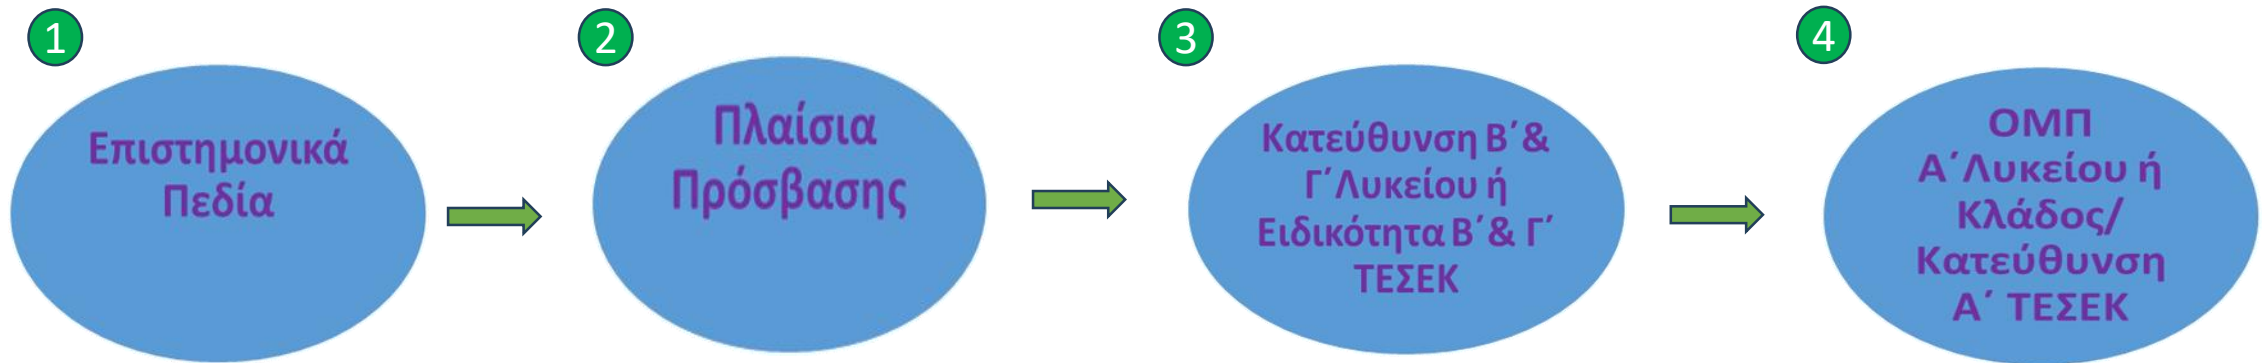 1
Επιστημονικά
Πεδία
2
Πλαίσια
Πρόσβασης
3
Κατεύθυνση Β΄&
Γ΄Λυκείου ή
Ειδικότητα Β΄& Γ΄
ΤΕΣΕΚ
4
ΟΜΠ
Α΄Λυκείου ή
Κλάδος/
Κατεύθυνση
Α΄ ΤΕΣΕΚ